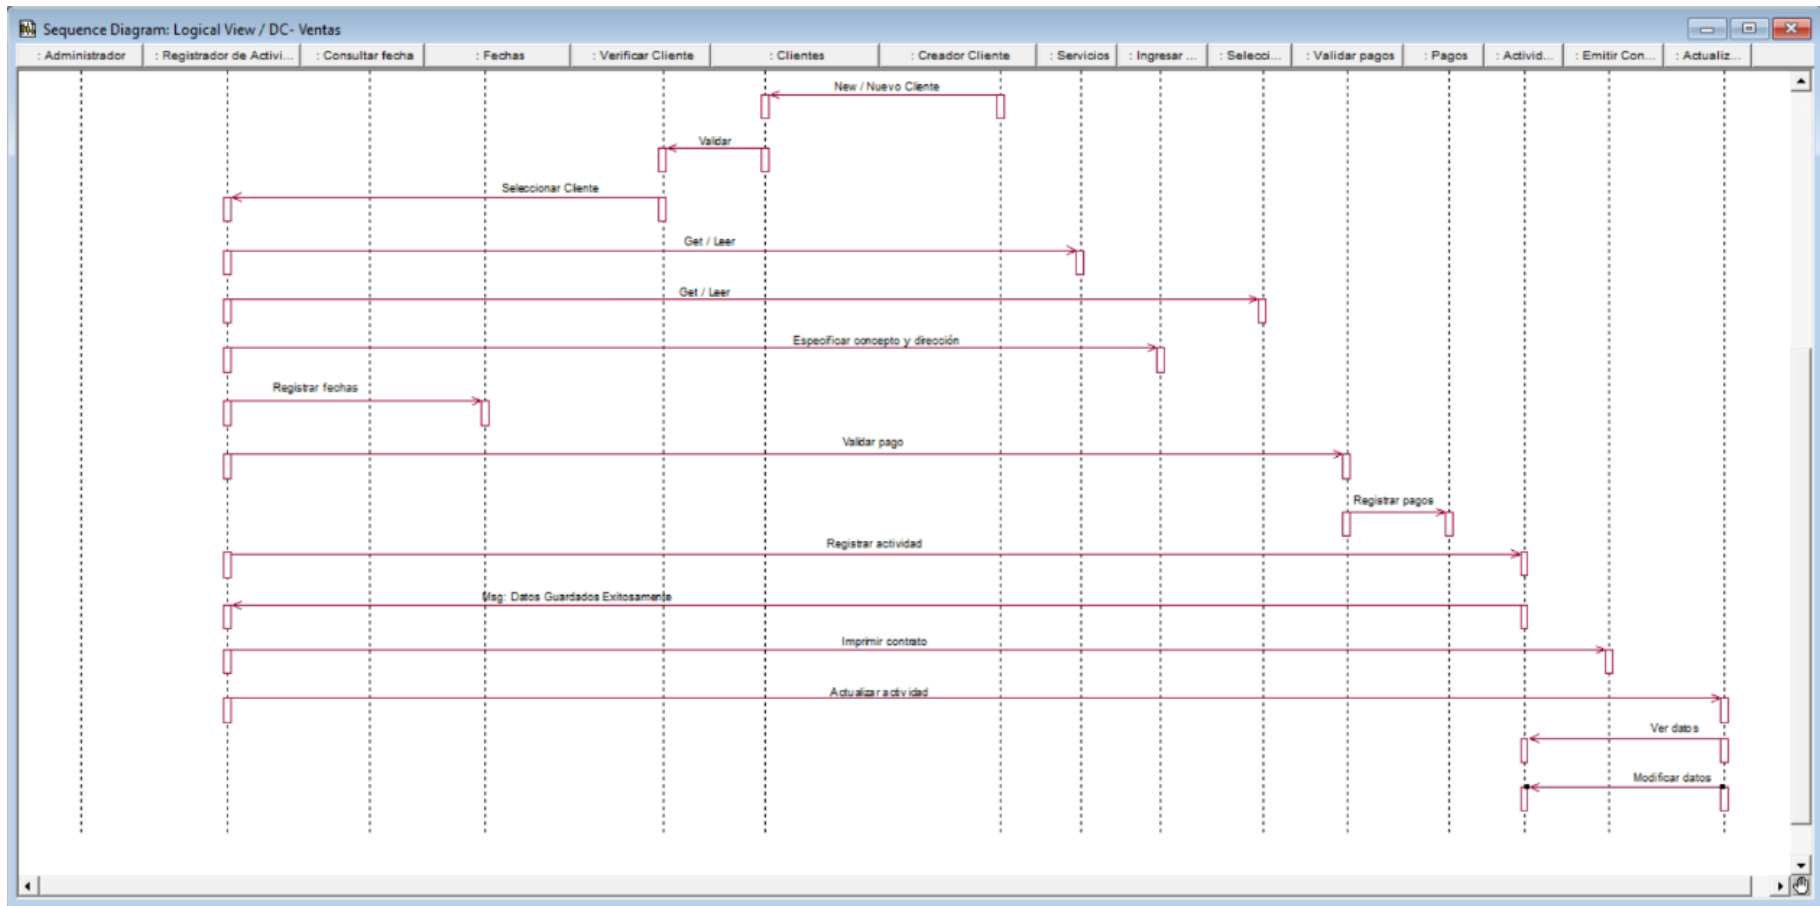 Sequence Diagram: Logical View / DC- Ventas
: Administrador
: Registrador de Activi...
: Consultar fecha
: Fechas
: Verificar Cliente
: Clientes
: Creador Cliente
: Servicios
: Ingresar ...
: Selecci...
: Validar pagos
: Pagos
: Activid...
: Emitir Con...
: Actualiz...
New / Nuevo Cliente
Validar
Seleccionar Cliente
Get / Leer
Get / Leer
Especificar concepto y dirección
Registrar fechas
Validar pago
Registrar pagos
Registrar actividad
Msg: Datos Guardados Exitosamente
Imprimir contrato
Actualizar actividad
Ver datos
Modificar datos